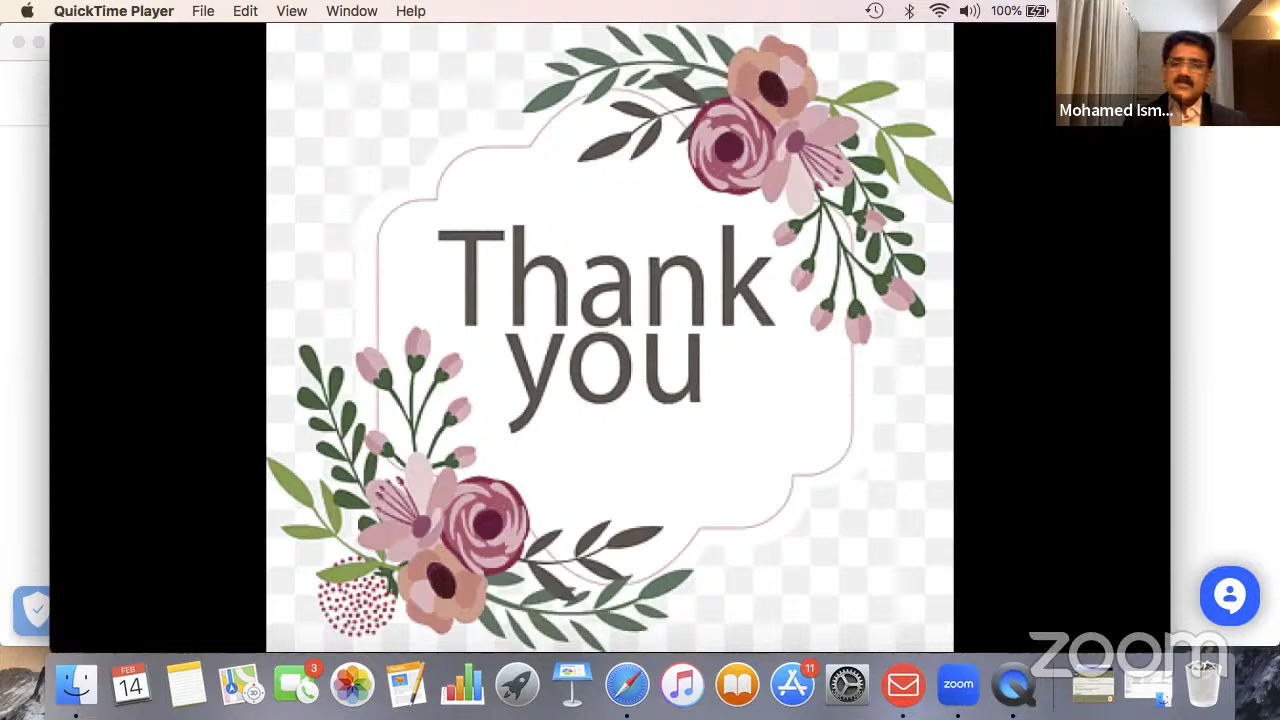 QuickTime Player File Edit View Window Help 100%
Mohamed Ism...
Thank
you
zoom
FEB
14
3
11
zoom